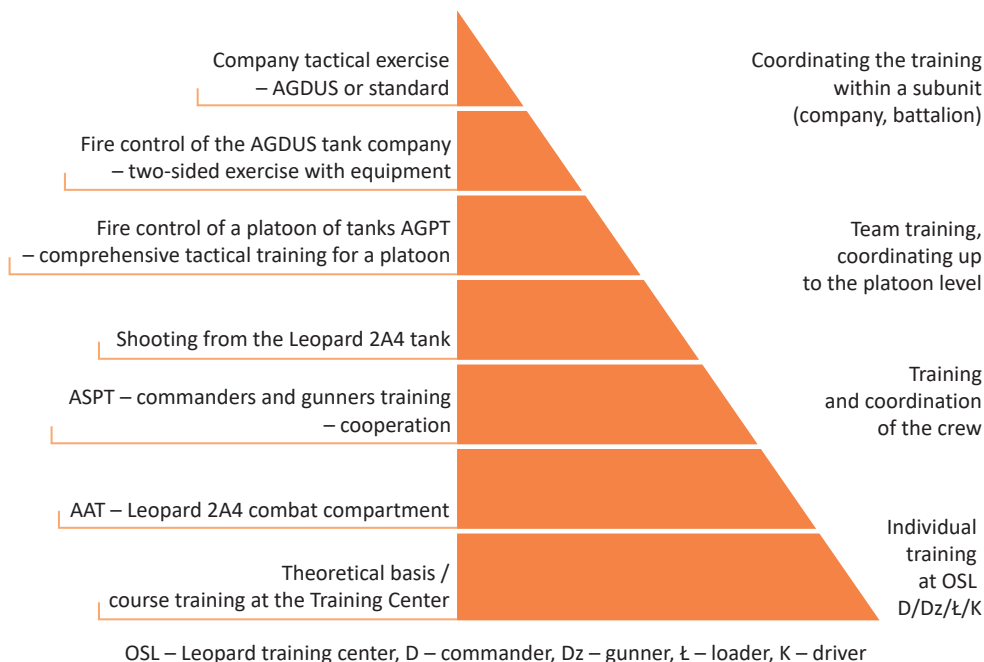 Company tactical exercise
– AGDUS or standard
Coordinating the training
within a subunit
(company, battalion)
Fire control of the AGDUS tank company
– two-sided exercise with equipment
Fire control of a platoon of tanks AGPT
– comprehensive tactical training for a platoon
Team training,
coordinating up
to the platoon level
Shooting from the Leopard 2A4 tank
ASPT – commanders and gunners training
– cooperation
Training
and coordination
of the crew
AAT – Leopard 2A4 combat compartment
Theoretical basis /
course training at the Training Center
Individual
training
at OSL
D/Dz/Ł/K
OSL – Leopard training center, D – commander, Dz – gunner, Ł – loader, K – driver